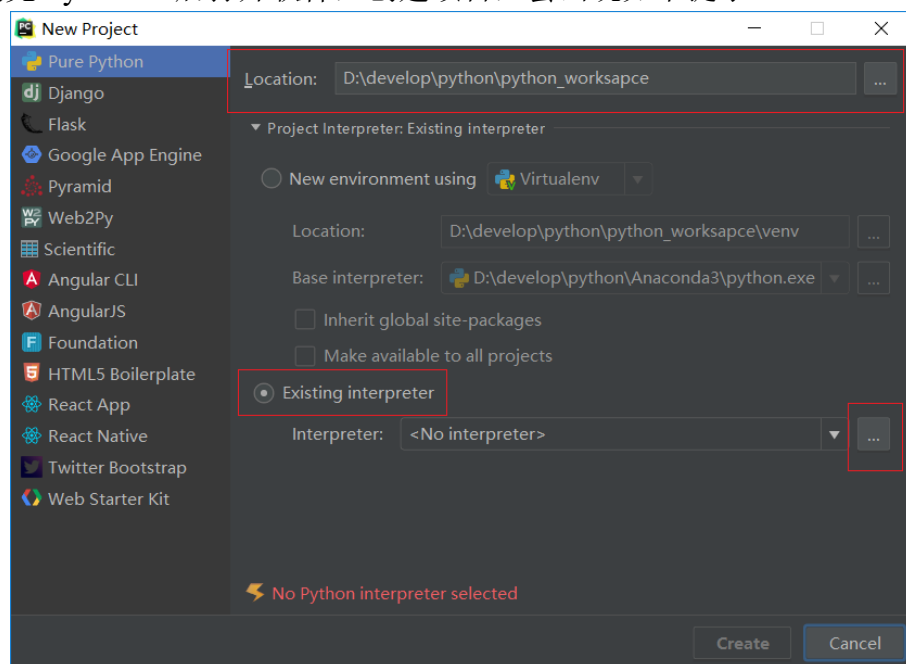 New Project
Pure Python
Django
Flask
Google App Engine
Pyramid
Web2Py
Scientific
Angular CLI
AngularJS
Foundation
HTML5 Boilerplate
React App
React Native
Twitter Bootstrap
Web Starter Kit
Location: D:\develop\python\python_worksapce ...
Project Interpreter: Existing interpreter
New environment using Virtualenv
Location: D:\develop\python\python_worksapce\venv ...
Base interpreter: D:\develop\python\Anaconda3\python.exe ...
Inherit global site-packages
Make available to all projects
Existing interpreter
Interpreter: <No interpreter> ...
No Python interpreter selected
Create Cancel